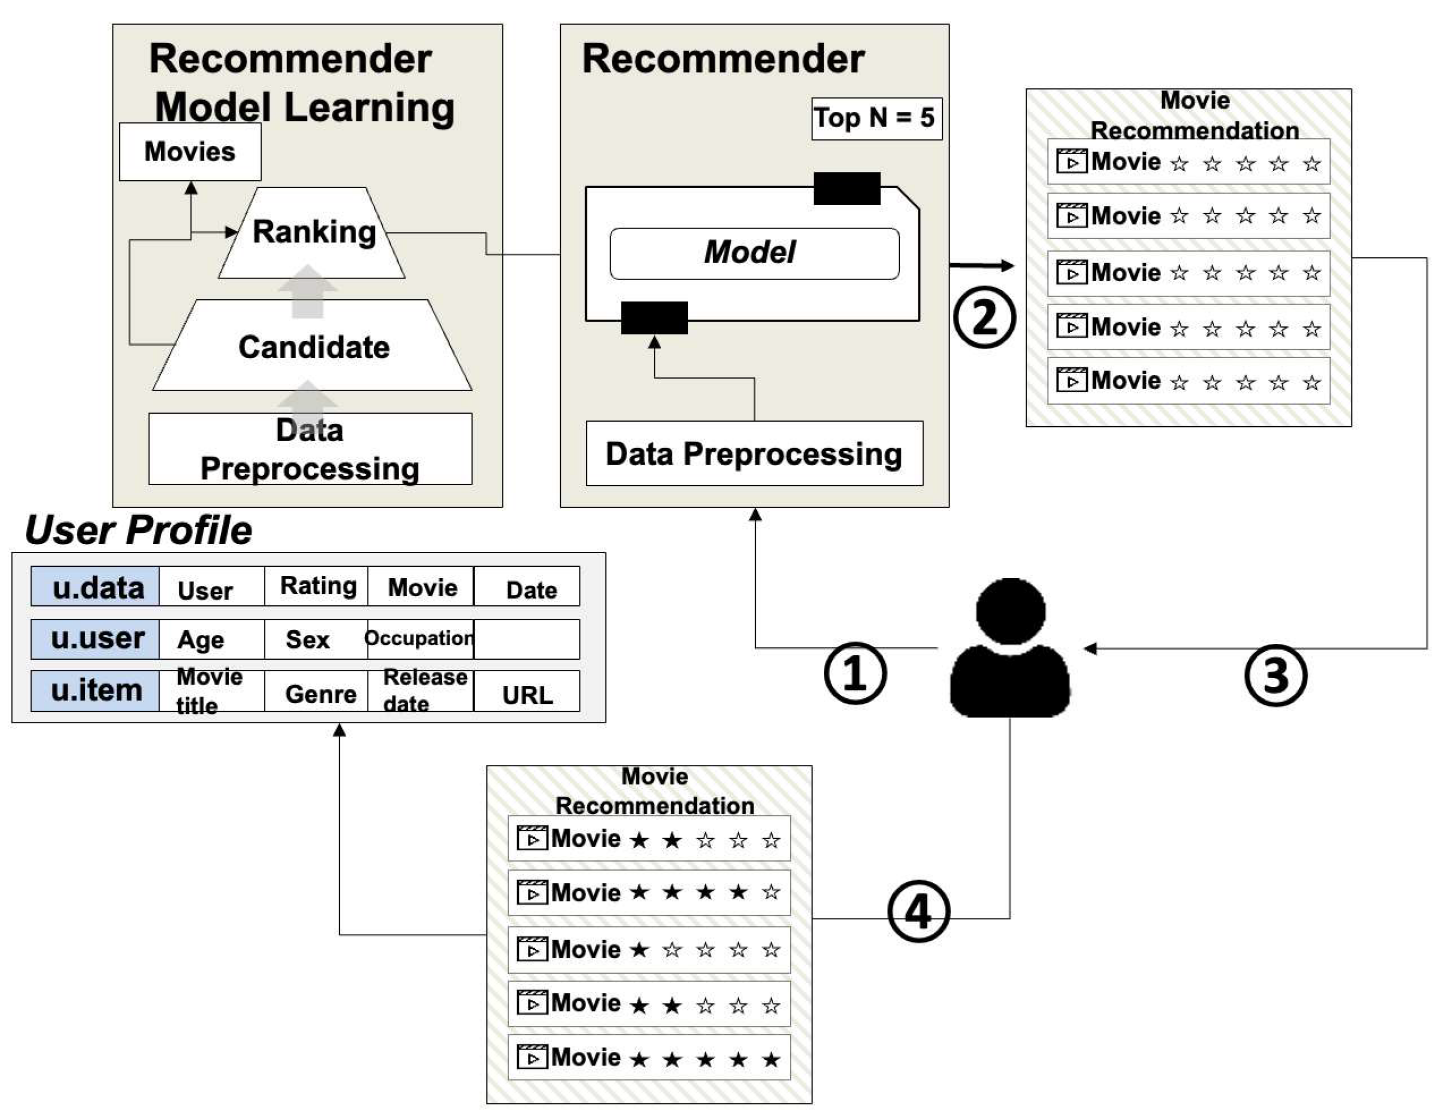 Recommender
Model Learning
Movies
Ranking
Candidate
Data
Preprocessing
Recommender
Top N = 5
Model
Data Preprocessing
②
Movie
Recommendation
Movie ☆ ☆ ☆ ☆ ☆
Movie ☆ ☆ ☆ ☆ ☆
Movie ☆ ☆ ☆ ☆ ☆
Movie ☆ ☆ ☆ ☆ ☆
Movie ☆ ☆ ☆ ☆ ☆
User Profile
u.data User Rating Movie Date
u.user Age Sex Occupation
u.item Movie title Genre Release date URL
①
③
④
Movie
Recommendation
Movie ★ ★ ☆ ☆ ☆
Movie ★ ★ ★ ★ ☆
Movie ★ ☆ ☆ ☆ ☆
Movie ★ ★ ☆ ☆ ☆
Movie ★ ★ ★ ★ ★